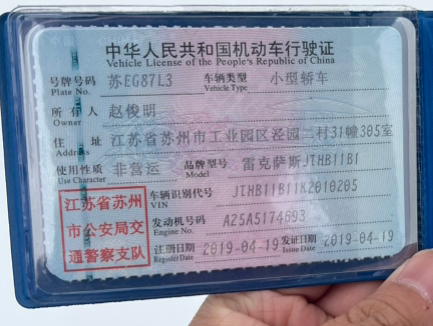 中华人民共和国机动车行驶证
Vehicle License of the People's Republic of China
号牌号码 苏EG87L3 车辆类型 小型轿车
Plate No. Vehicle Type
所有人 赵俊明
Owner
住址 江苏省苏州市工业园区泾园二村31幢305室
Address
使用性质 非营运 品牌型号 雷克萨斯JTHB11B1
Use Character Model
江苏省苏州
市公安局交
通警察支队
车辆识别代号 JTHB11B11K2010205
VIN
发动机号码 A25A5174693
Engine No.
注册日期 2019-04-19 发证日期 2019-04-19
Register Date Issue Date